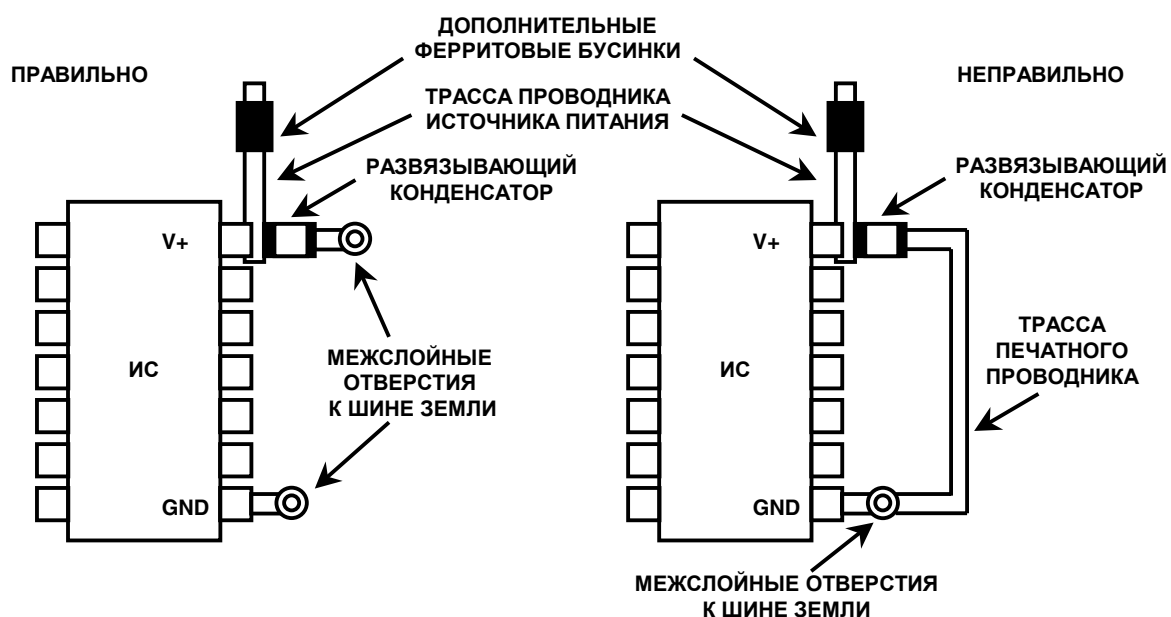 ДОПОЛНИТЕЛЬНЫЕ
ФЕРРИТОВЫЕ БУСИНКИ
ПРАВИЛЬНО
НЕПРАВИЛЬНО
ТРАССА ПРОВОДНИКА
ИСТОЧНИКА ПИТАНИЯ
РАЗВЯЗЫВАЮЩИЙ
КОНДЕНСАТОР
РАЗВЯЗЫВАЮЩИЙ
КОНДЕНСАТОР
V+
V+
ИС
МЕЖСЛОЙНЫЕ
ОТВЕРСТИЯ
К ШИНЕ ЗЕМЛИ
ИС
ТРАССА
ПЕЧАТНОГО
ПРОВОДНИКА
GND
GND
МЕЖСЛОЙНЫЕ ОТВЕРСТИЯ
К ШИНЕ ЗЕМЛИ